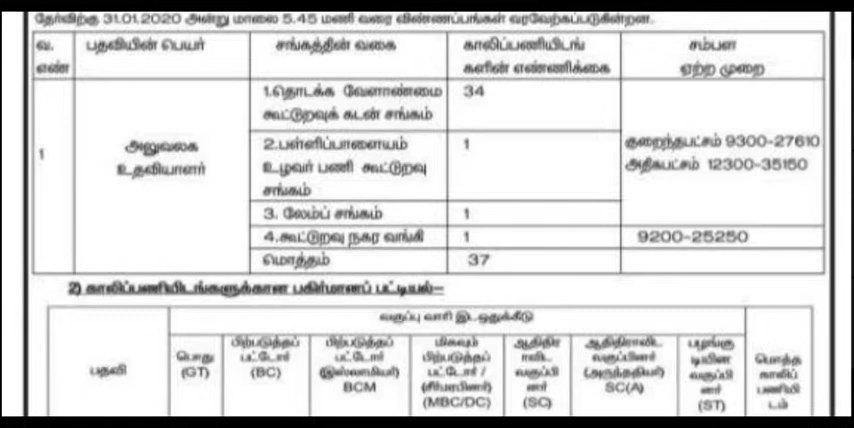 தேர்விற்கு 31.01.2020 அன்று மாலை 5.45 மணி வரை விண்ணப்பங்கள் வரவேற்கப்படுகின்றன.
வ. எண்
பதவியின் பெயர்
சங்கத்தின் வகை
காலிப்பணியிடங்
களின் எண்ணிக்கை
சம்பள
ஏற்ற முறை
1
அலுவலக
உதவியாளர்
1.தொடக்க வேளாண்மை
கூட்டுறவுக் கடன் சங்கம்
34
2.பள்ளிப்பாளையம்
உழவர் பணி கூட்டுறவு
சங்கம்
1
3. லேம்ப் சங்கம்
1
குறைந்தபட்சம் 9300-27610
அதிகபட்சம் 12300-35150
4.கூட்டுறவு நகர வங்கி
1
9200-25250
மொத்தம்
37
2) காலிப்பணியிடங்களுக்கான பகிர்மானப் பட்டியல்–
பதவி
வகுப்பு வாரி இடஒதுக்கீடு
பொது
(GT)
பிற்படுத்தப்
பட்டோர்
(BC)
பிற்படுத்தப்
பட்டோர்
(இஸ்லாமியர்)
BCM
மிகவும்
பிற்படுத்தப்
பட்டோர் /
(சீர்மரபினர்)
(MBC/DC)
ஆதிதிரா
விட
வகுப்பி
னர்
(SC)
ஆதிதிராவிட
வகுப்பினர்
(அருந்ததியர்)
SC(A)
பழங்கு
டியின
வகுப்பி
னர்
(ST)
மொத்த
காலிப்
பணியி
டம்